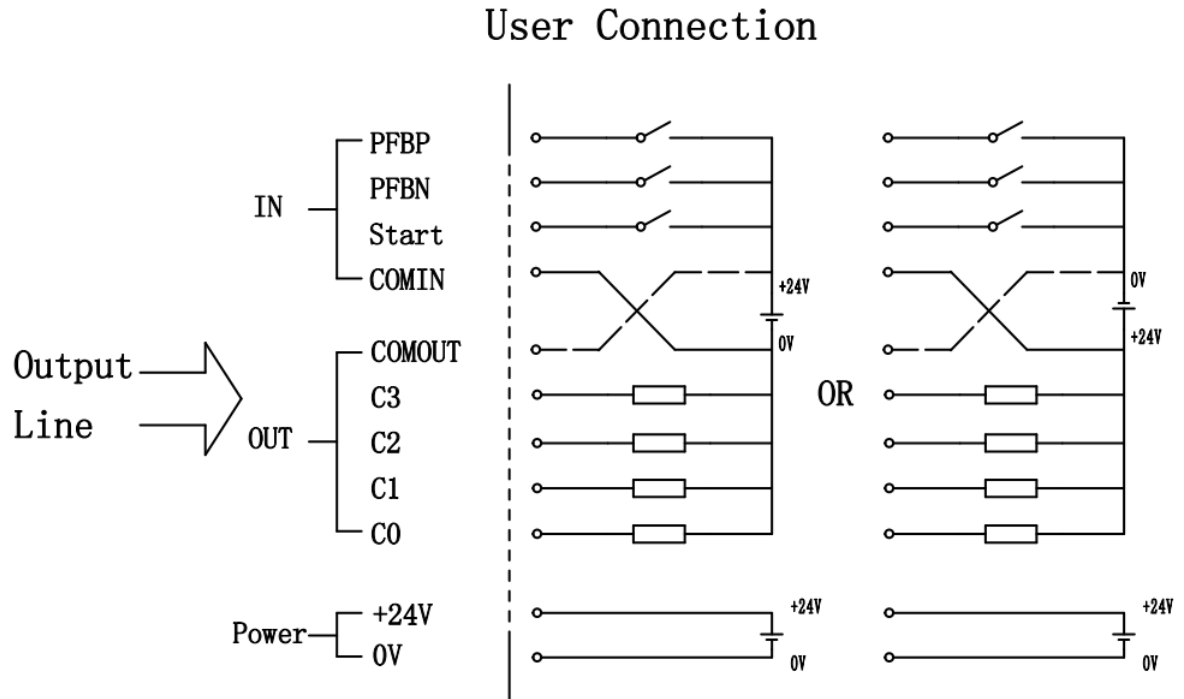 User Connection
IN
PFBP
PFBN
Start
COMIN
+24V
0V
0V
+24V
Output
Line
OUT
COMOUT
C3
C2
C1
C0
OR
Power
+24V
0V
+24V
0V
+24V
0V